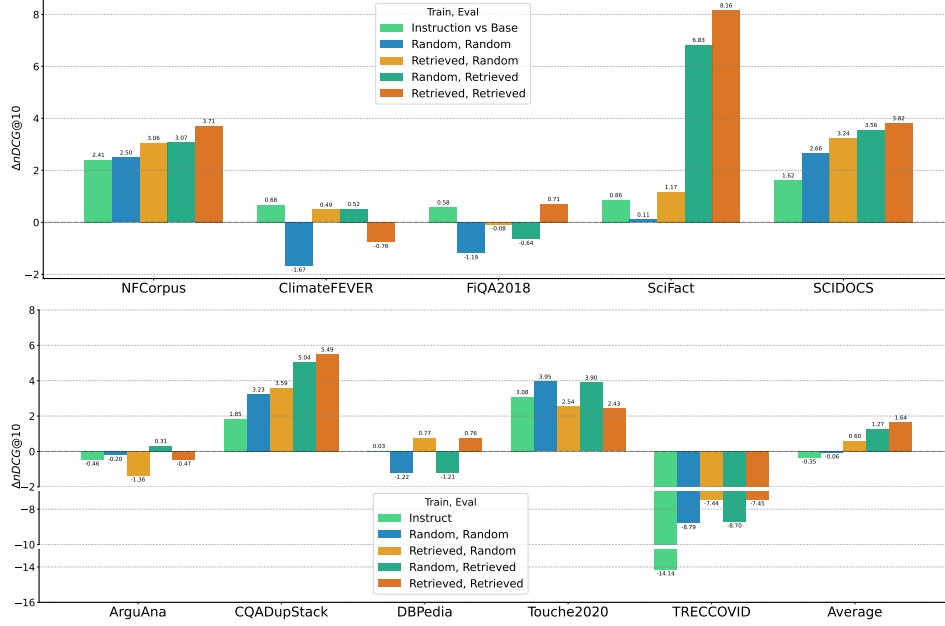 8
6
4
2
0
−2
ΔnDCG@10
Train, Eval
Instruction vs Base
Random, Random
Retrieved, Random
Random, Retrieved
Retrieved, Retrieved
2.41 2.50 3.06 3.07 3.71
0.68 -1.67 0.49 0.52 -0.76
0.58 -1.19 -0.08 -0.64 0.71
0.86 0.11 1.17 6.83 8.16
1.62 2.66 3.24 3.56 3.82
NFCorpus ClimateFEVER FiQA2018 SciFact SCIDOCS
8
6
4
2
0
−2
−8
−10
−14
−16
ΔnDCG@10
-0.46 -0.20 -1.36 0.31 -0.47
1.85 3.23 3.59 5.04 5.49
0.03 -1.22 0.77 -1.21 0.76
3.08 3.95 2.54 3.90 2.43
-14.14 -8.79 -7.44 -8.70 -7.45
-0.35 -0.06 0.60 1.27 1.64
Train, Eval
Instruct
Random, Random
Retrieved, Random
Random, Retrieved
Retrieved, Retrieved
ArguAna CQADupStack DBPedia Touche2020 TRECCOVID Average